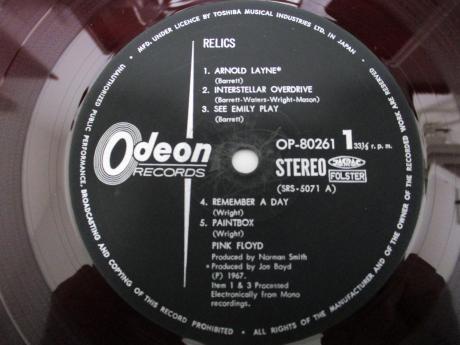 MFD. UNDER LICENCE BY TOSHIBA MUSICAL INDUSTRIES LTD. IN JAPAN
UNAUTHORIZED PUBLIC PERFORMANCE, BROADCASTING AND COPYING OF THIS RECORD PROHIBITED • ALL RIGHTS OF THE MANUFACTURER AND OF THE OWNER OF THE RECORDED WORK ARE RESERVED
RELICS
1. ARNOLD LAYNE*
(Barrett)
2. INTERSTELLAR OVERDRIVE
(Barrett-Waters-Wright-Mason)
3. SEE EMILY PLAY
(Barrett)
Odeon
RECORDS
OP-80261 1 33⅓ r. p. m.
STEREO
FOLSTER
(SRS-5071 A)
4. REMEMBER A DAY
(Wright)
5. PAINTBOX
(Wright)
PINK FLOYD
Produced by Norman Smith
* Produced by Jon Boyd
(P) 1967.
Item 1 & 3 Processed
Electronically from Mono
recordings.